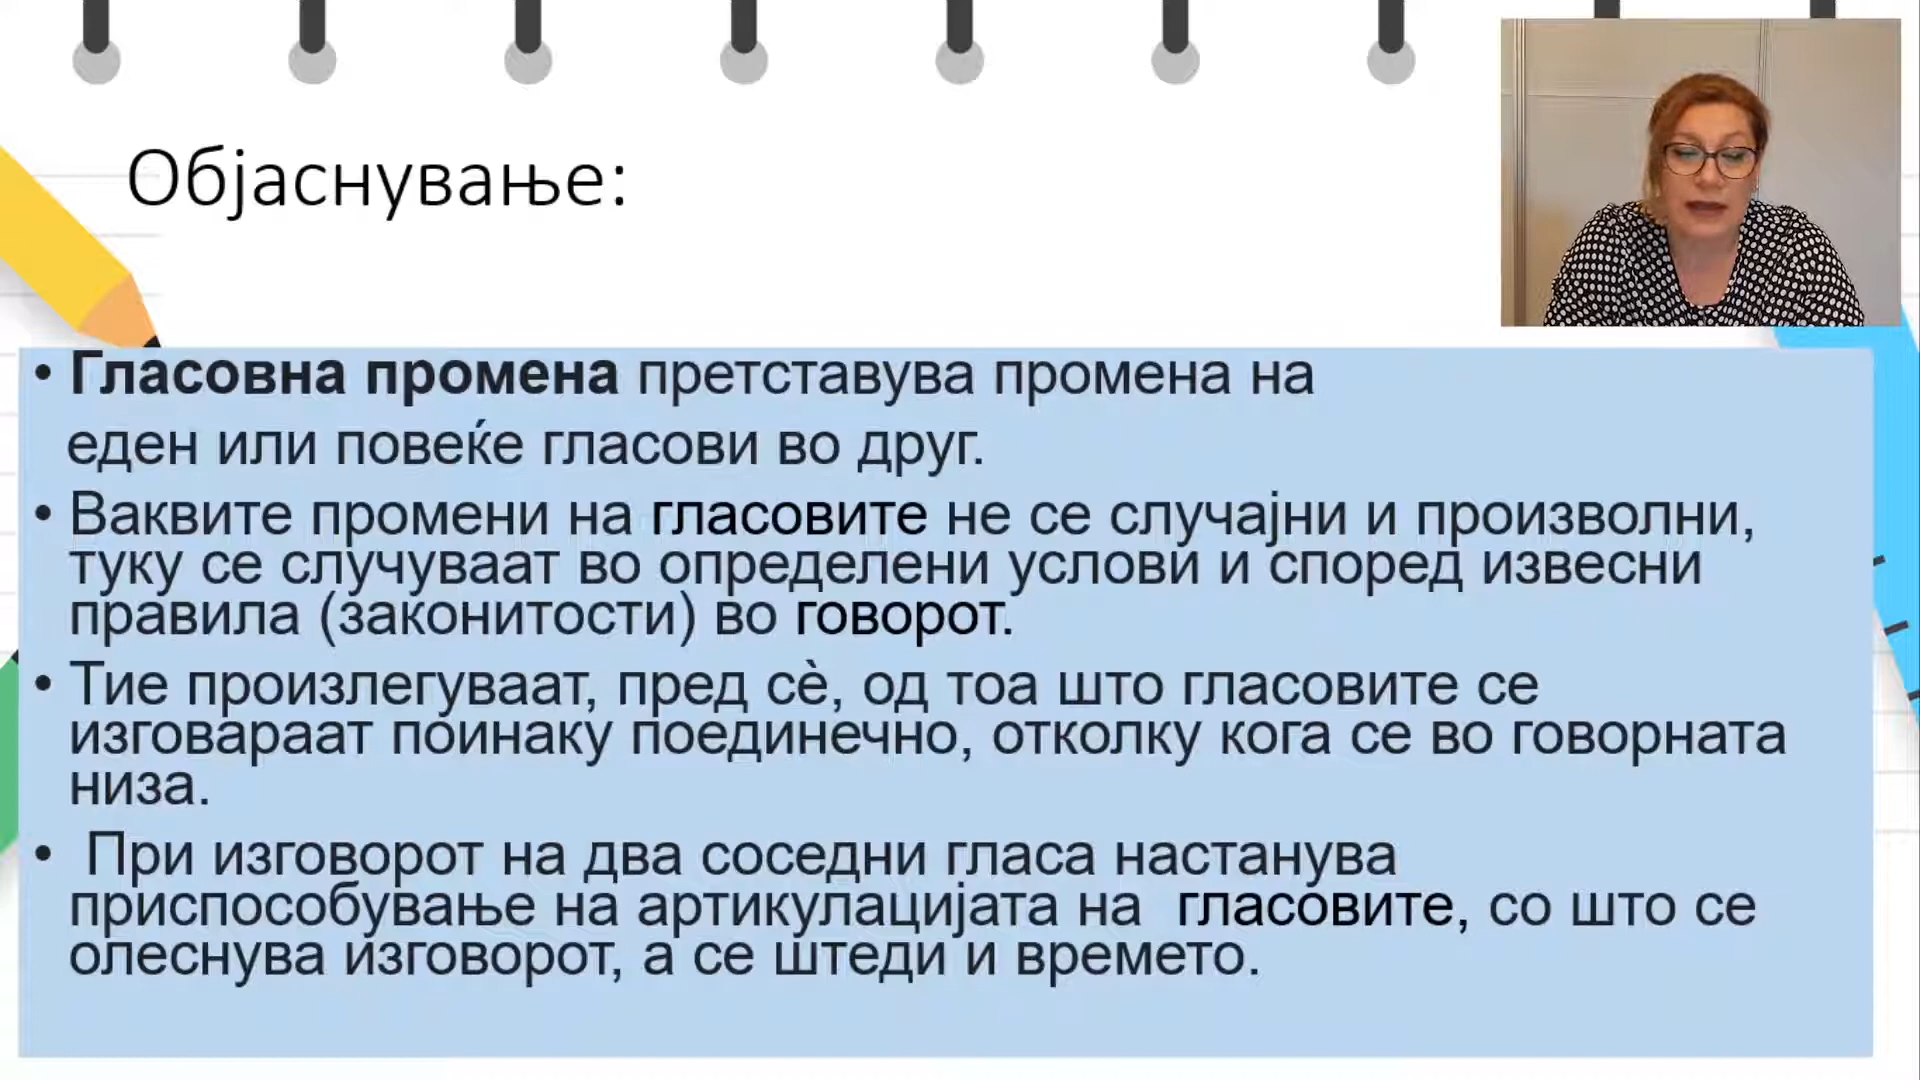 Објаснување:
• Гласовна промена претставува промена на
еден или повеќе гласови во друг.
• Ваквите промени на гласовите не се случајни и произволни,
туку се случуваат во определени услови и според извесни
правила (законитости) во говорот.
• Тие произлегуваат, пред сѐ, од тоа што гласовите се
изговараат поинаку поединечно, отколку кога се во говорната
низа.
• При изговорот на два соседни гласа настанува
приспособување на артикулацијата на гласовите, со што се
олеснува изговорот, а се штеди и времето.